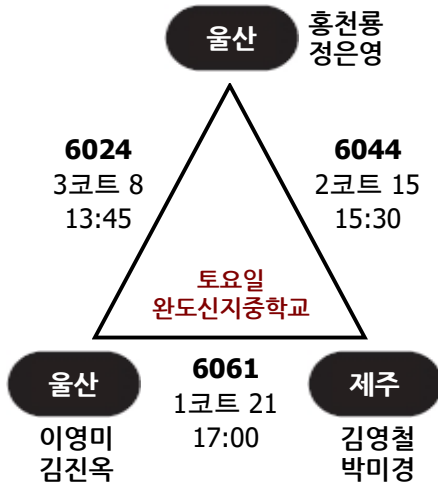 울산
홍천룡
정은영
6024
3코트 8
13:45
6044
2코트 15
15:30
토요일
완도신지중학교
울산
이영미
김진옥
6061
1코트 21
17:00
제주
김영철
박미경